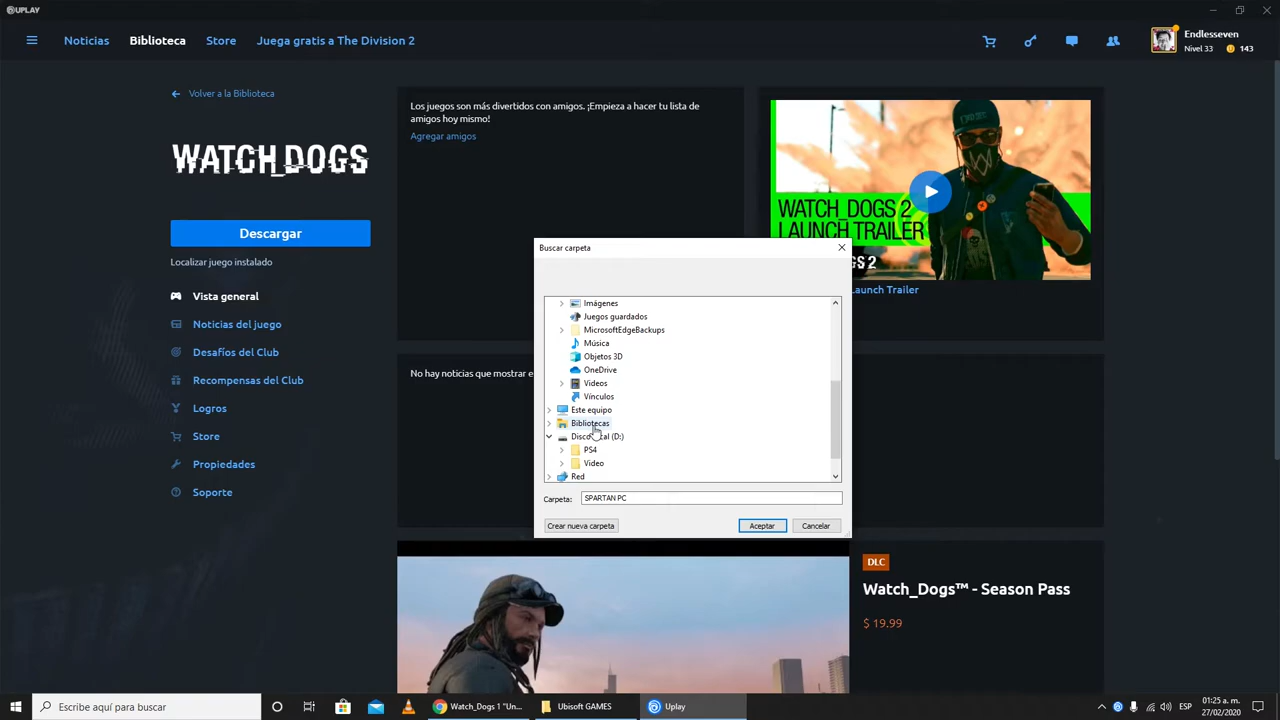 UPLAY
Noticias
Biblioteca
Store
Juega gratis a The Division 2
Endlesseven
Nivel 33
143
Volver a la Biblioteca
WATCH_DOGS
Descargar
Localizar juego instalado
Vista general
Noticias del juego
Desafíos del Club
Recompensas del Club
Logros
Store
Propiedades
Soporte
Los juegos son más divertidos con amigos. ¡Empieza a hacer tu lista de
amigos hoy mismo!
Agregar amigos
No hay noticias que mostrar e
WATCH_DOGS 2
LAUNCH TRAILER
Launch Trailer
Buscar carpeta
Imágenes
Juegos guardados
MicrosoftEdgeBackups
Música
Objetos 3D
OneDrive
Videos
Vínculos
Este equipo
Bibliotecas
(D:)
PS4
Video
Red
Carpeta:
SPARTAN PC
Crear nueva carpeta
Aceptar
Cancelar
DLC
Watch_Dogs™ - Season Pass
$ 19.99
Escribe aquí para buscar
Watch_Dogs 1 "Un...
Ubisoft GAMES
Uplay
ESP
01:25 a. m.
27/02/2020